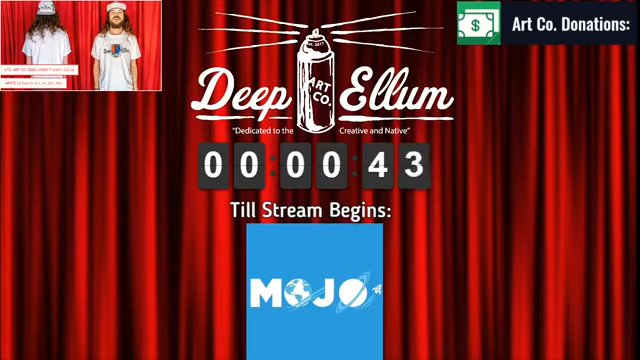 Art Co. Donations:
EST. 2017
ART
CO.
Deep Ellum
"Dedicated to the Creative and Native"
00:00:43
Till Stream Begins:
MOJO